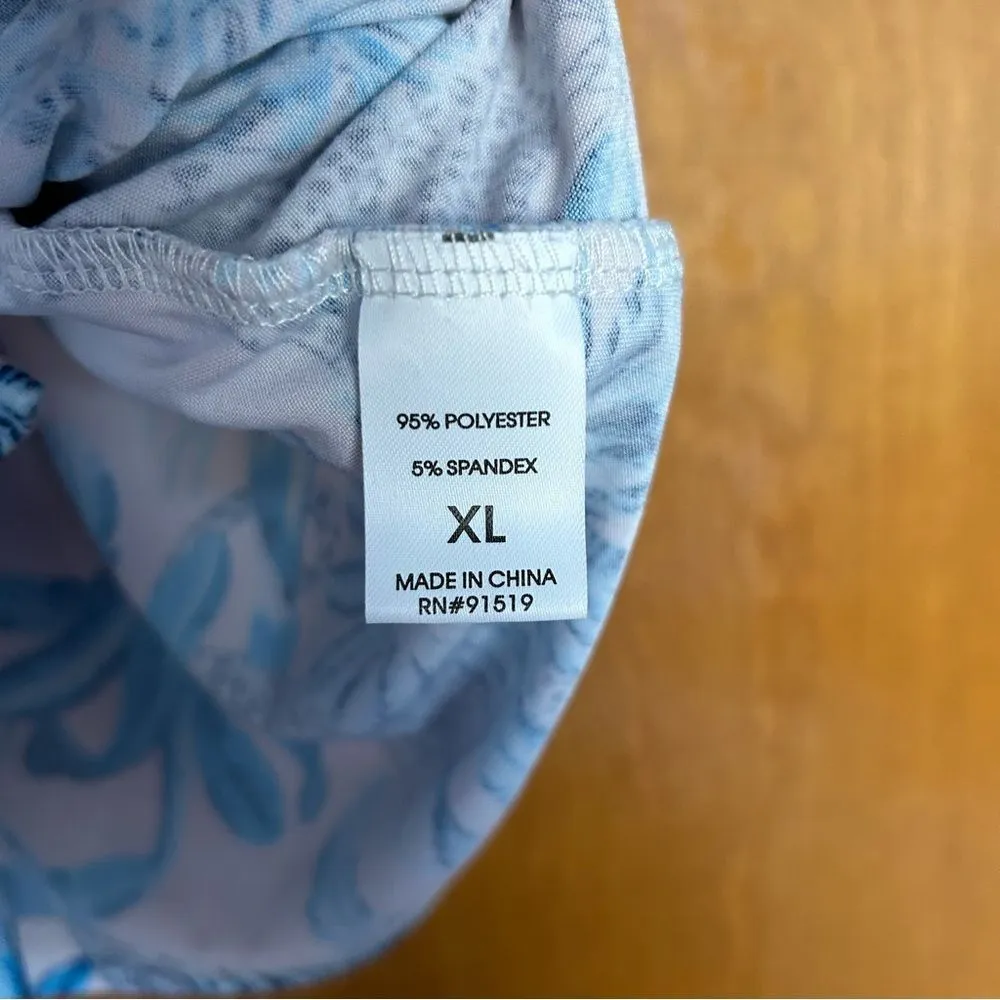 95% POLYESTER
5% SPANDEX
XL
MADE IN CHINA
RN#91519